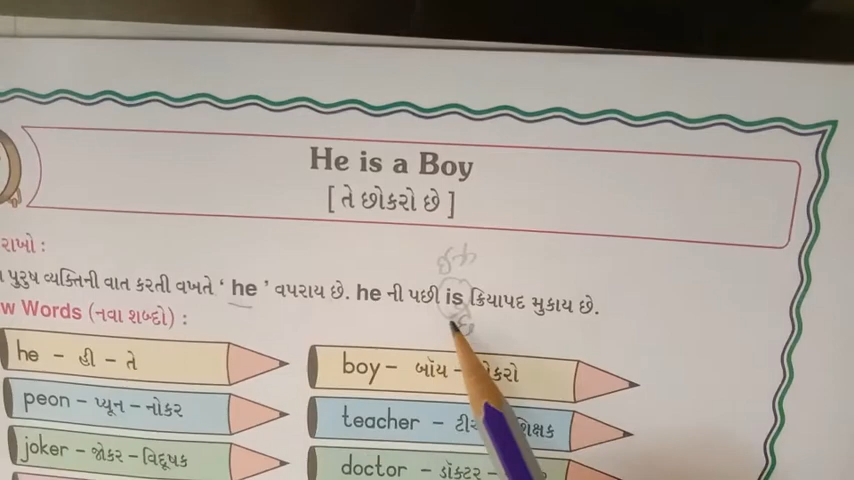 He is a Boy
[ તે છોકરો છે ]
રાખો :
પુરુષ વ્યક્તિની વાત કરતી વખતે ‘ he ’ વપરાય છે. he ની પછી is ક્રિયાપદ મુકાય છે.
w Words (નવા શબ્દો) :
he – હી – તે
boy – બૉય –
peon – પ્યૂન – નોકર
teacher –
joker – જોકર – વિદૂષક
doctor – ડૉક્ટર –